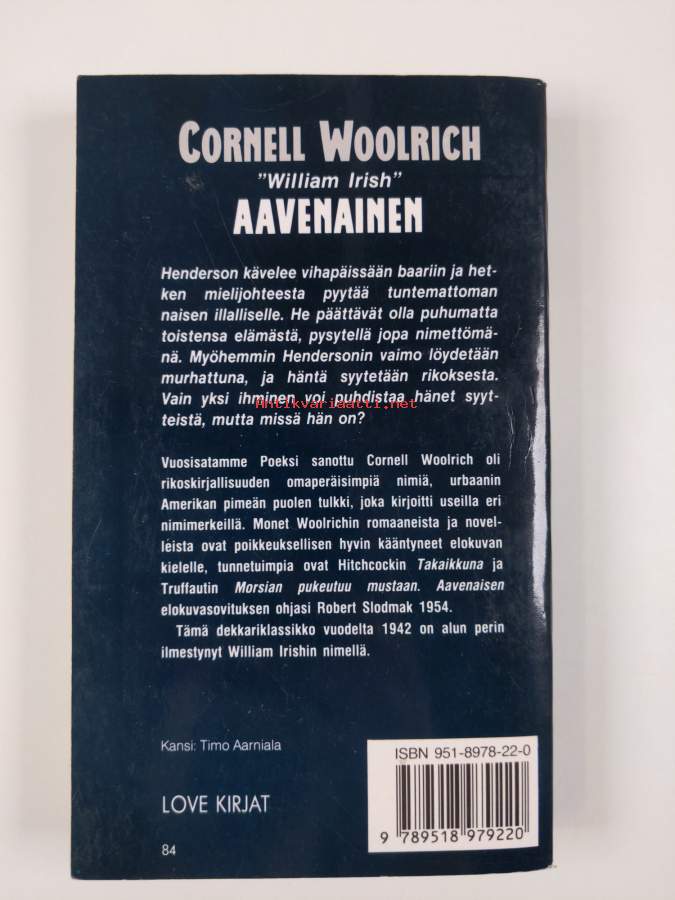 CORNELL WOOLRICH
"William Irish"
AAVENAINEN
Henderson kävelee vihapäissään baariin ja het-
ken mielijohteesta pyytää tuntemattoman
naisen illalliselle. He päättävät olla puhumatta
toistensa elämästä, pysytellä jopa nimettömä-
nä. Myöhemmin Hendersonin vaimo löydetään
murhattuna, ja häntä syytetään rikoksesta.
Vain yksi ihminen voi puhdistaa hänet syyt-
Antikvariaatti.net
teistä, mutta missä hän on?
Vuosisatamme Poeksi sanottu Cornell Woolrich oli
rikoskirjallisuuden omaperäisimpiä nimiä, urbaanin
Amerikan pimeän puolen tulkki, joka kirjoitti useilla eri
nimimerkeillä. Monet Woolrichin romaaneista ja novel-
leista ovat poikkeuksellisen hyvin kääntyneet elokuvan
kielelle, tunnetuimpia ovat Hitchcockin Takaikkuna ja
Truffautin Morsian pukeutuu mustaan. Aavenaisen
elokuvasovituksen ohjasi Robert Slodmak 1954.
Tämä dekkariklassikko vuodelta 1942 on alun perin
ilmestynyt William Irishin nimellä.
Kansi: Timo Aarniala
ISBN 951-8978-22-0
LOVE KIRJAT
9 789518 979220
84